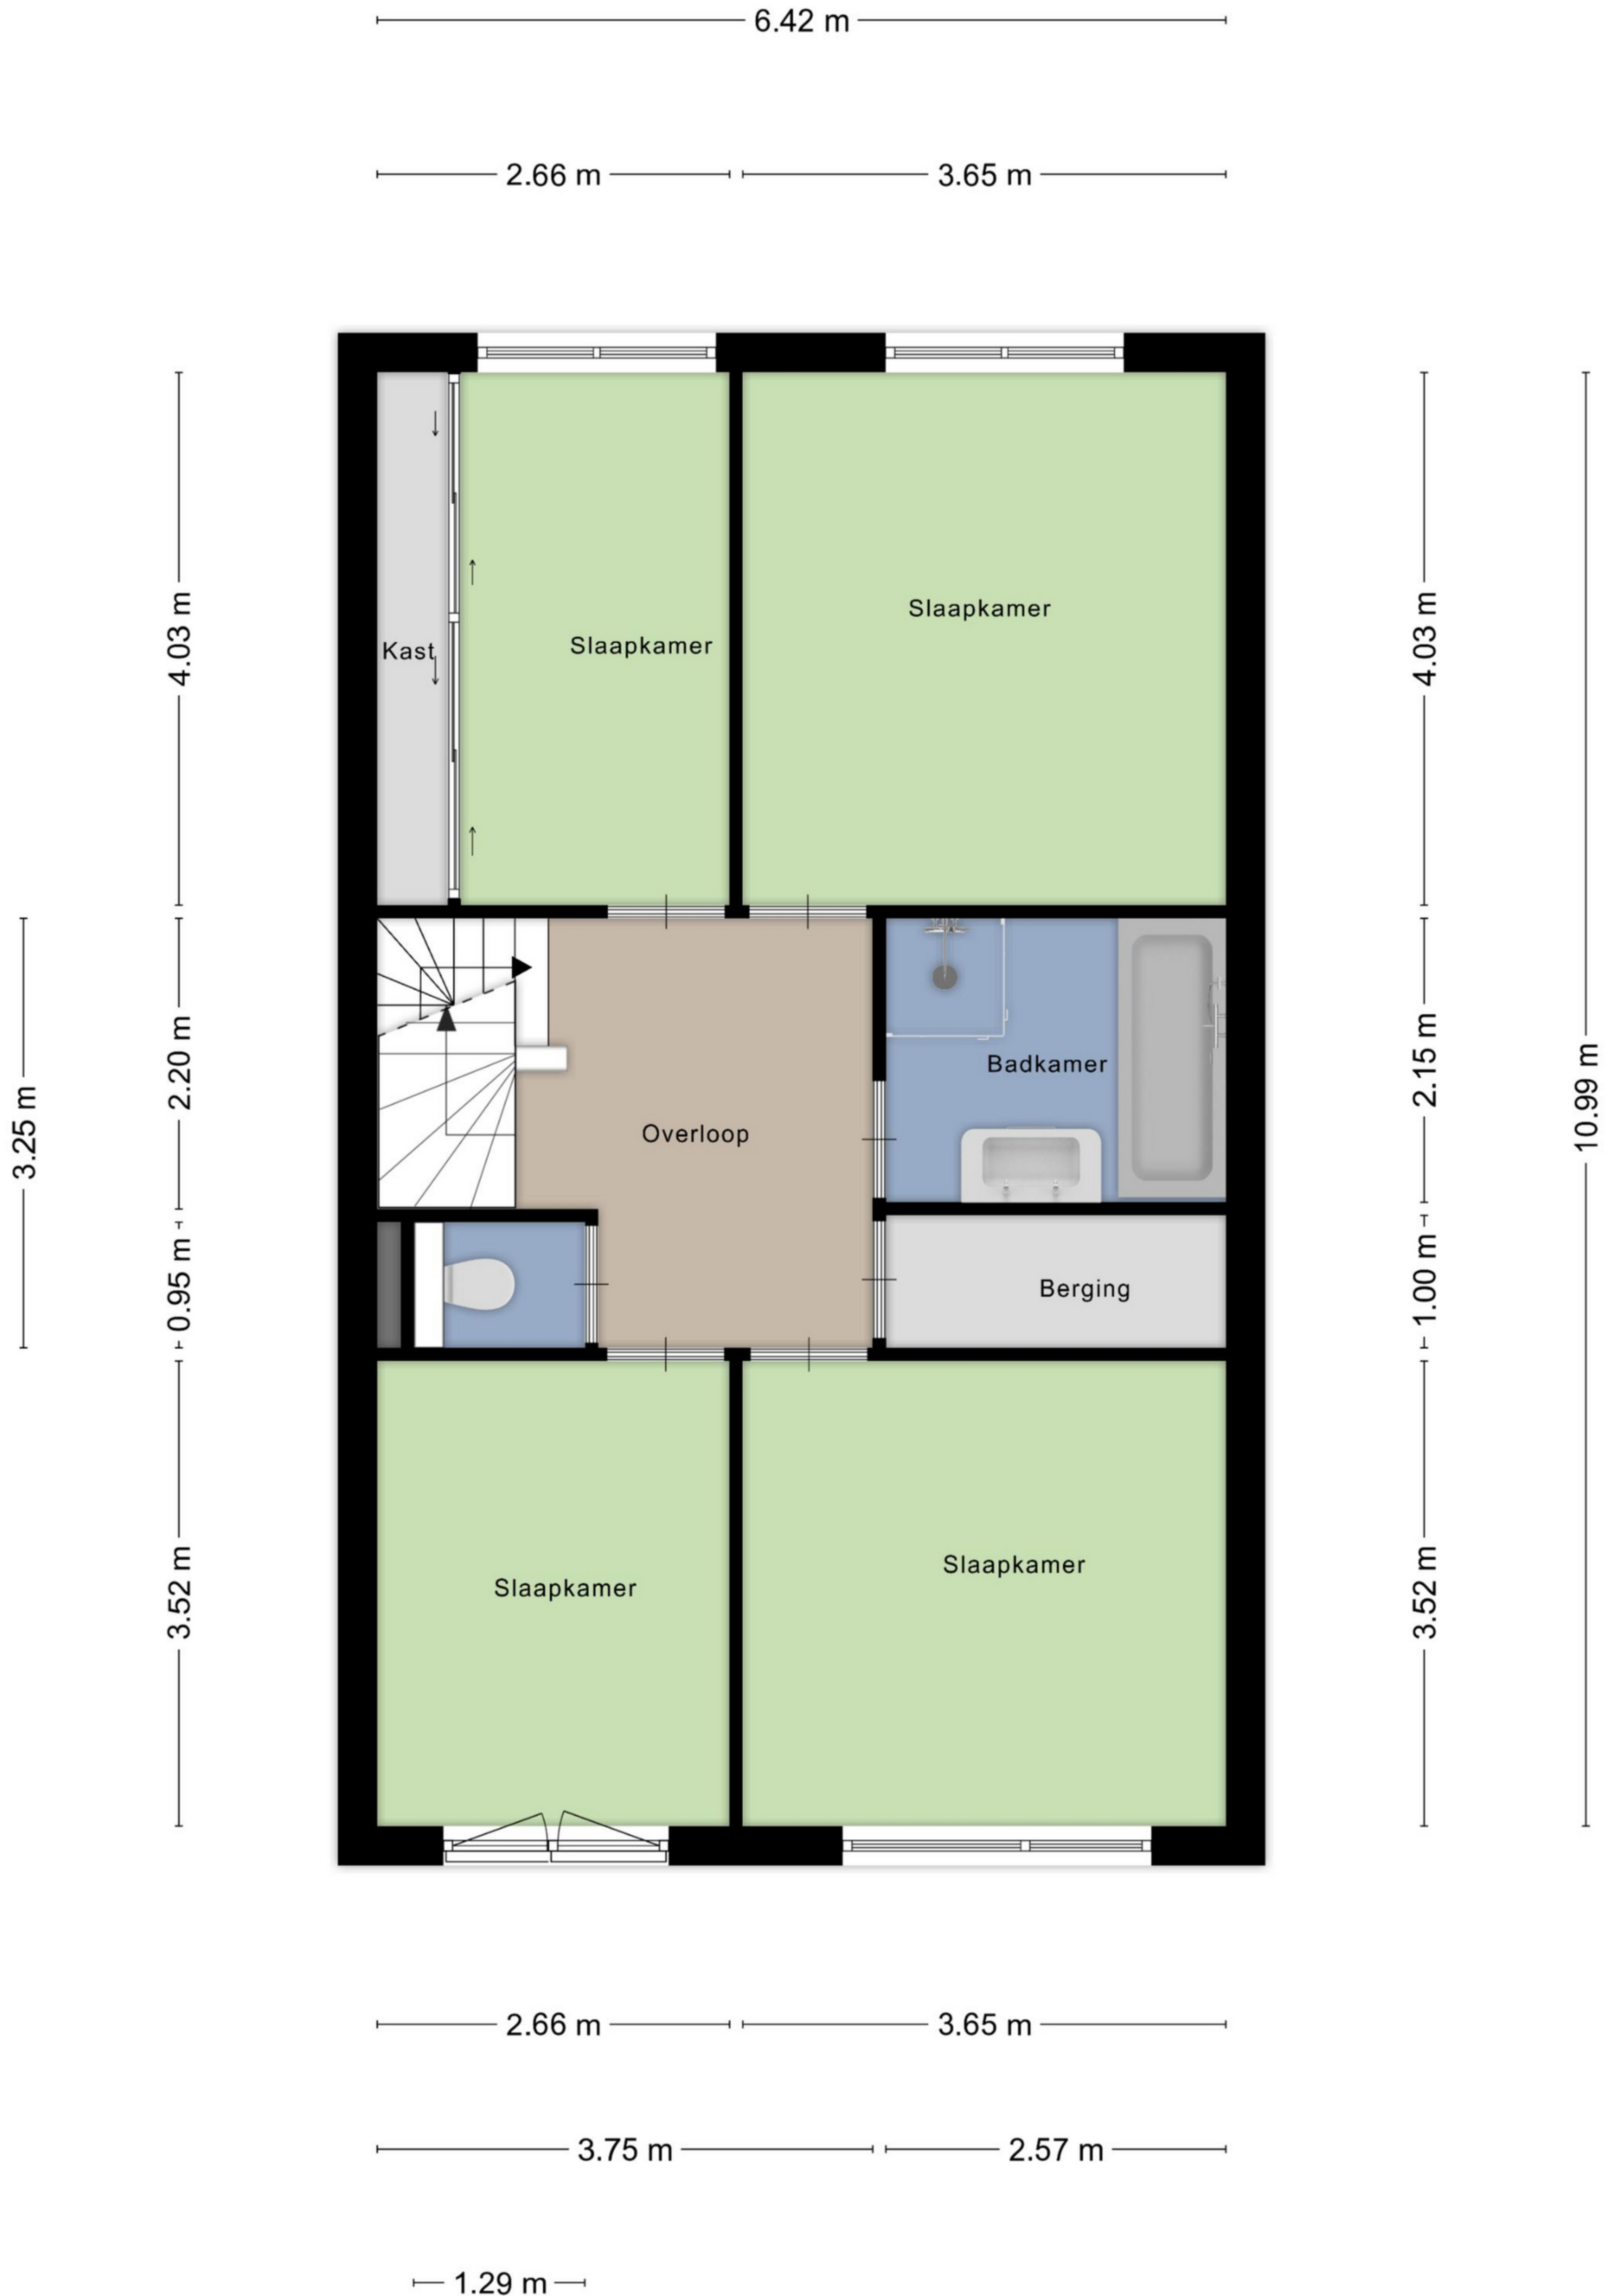 6.42 m
2.66 m
3.65 m
4.03 m
4.03 m
Slaapkamer
Slaapkamer
Kast
3.25 m
2.20 m
2.15 m
10.99 m
Badkamer
Overloop
0.95 m
1.00 m
Berging
3.52 m
3.52 m
Slaapkamer
Slaapkamer
2.66 m
3.65 m
3.75 m
2.57 m
1.29 m